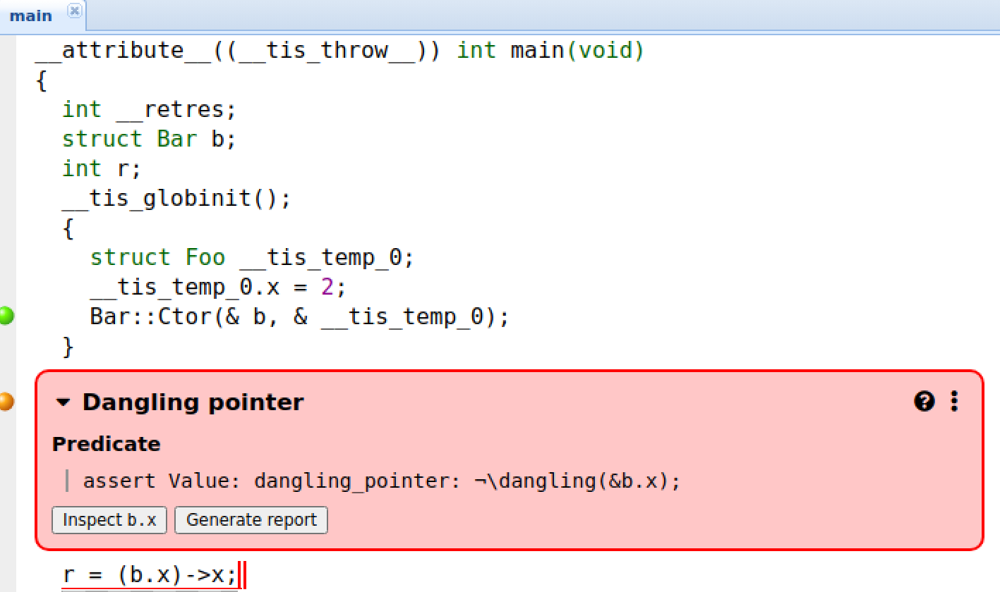 main
__attribute__((__tis_throw__)) int main(void)
{
int __retres;
struct Bar b;
int r;
__tis_globinit();
{
struct Foo __tis_temp_0;
__tis_temp_0.x = 2;
Bar::Ctor(& b, & __tis_temp_0);
}
Dangling pointer
Predicate
assert Value: dangling_pointer: ¬\dangling(&b.x);
Inspect b.x Generate report
r = (b.x)->x;